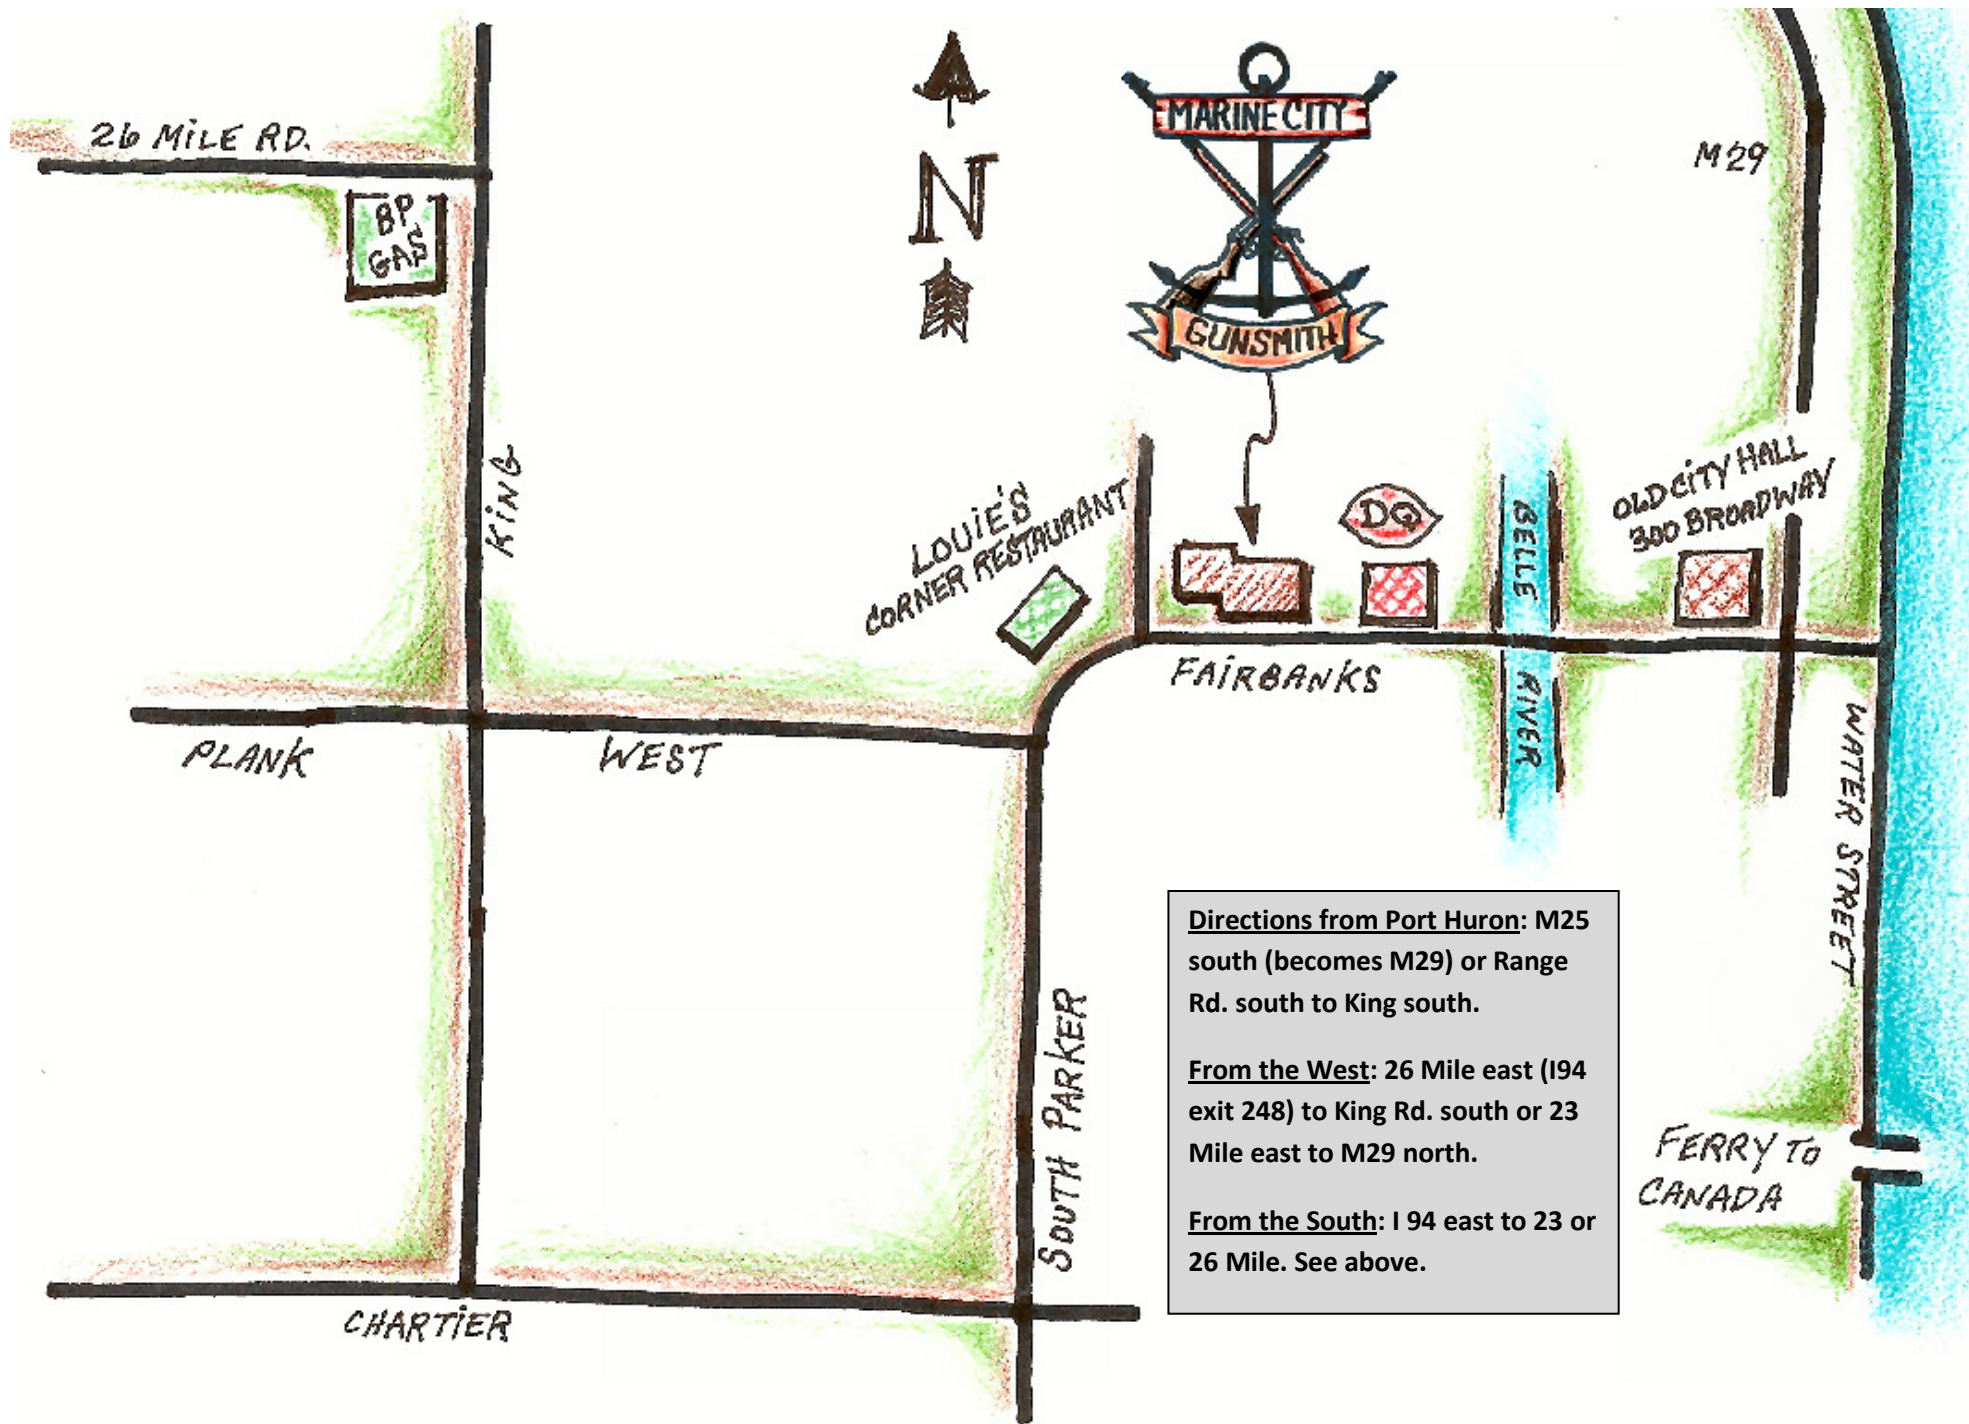 26 MILE RD.
BP
GAS
KING
N
MARINE CITY
GUNSMITH
M29
LOUIE'S
CORNER RESTAURANT
DQ
BELLE RIVER
OLD CITY HALL
300 BROADWAY
FAIRBANKS
PLANK
WEST
WATER STREET
SOUTH PARKER
CHARTIER
FERRY TO
CANADA
Directions from Port Huron: M25
south (becomes M29) or Range
Rd. south to King south.
From the West: 26 Mile east (I94
exit 248) to King Rd. south or 23
Mile east to M29 north.
From the South: I 94 east to 23 or
26 Mile. See above.